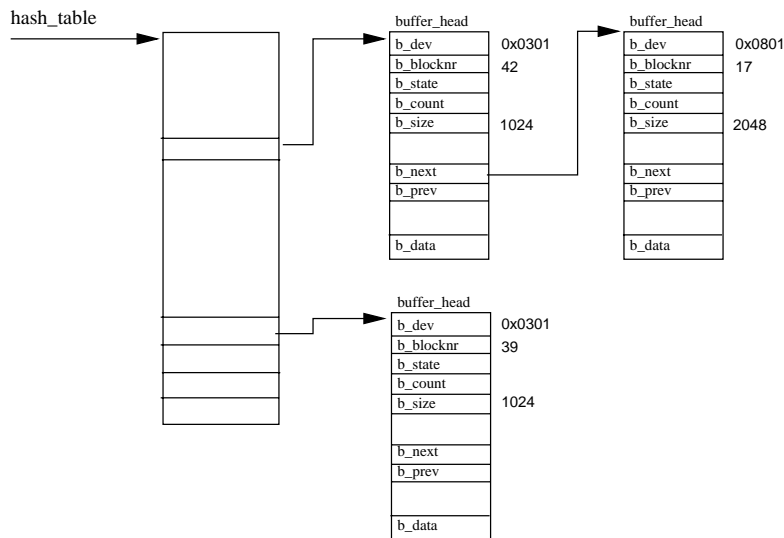 hash_table
buffer_head
b_dev 0x0301
b_blocknr 42
b_state
b_count
b_size 1024
b_next
b_prev
b_data
buffer_head
b_dev 0x0801
b_blocknr 17
b_state
b_count
b_size 2048
b_next
b_prev
b_data
buffer_head
b_dev 0x0301
b_blocknr 39
b_state
b_count
b_size 1024
b_next
b_prev
b_data